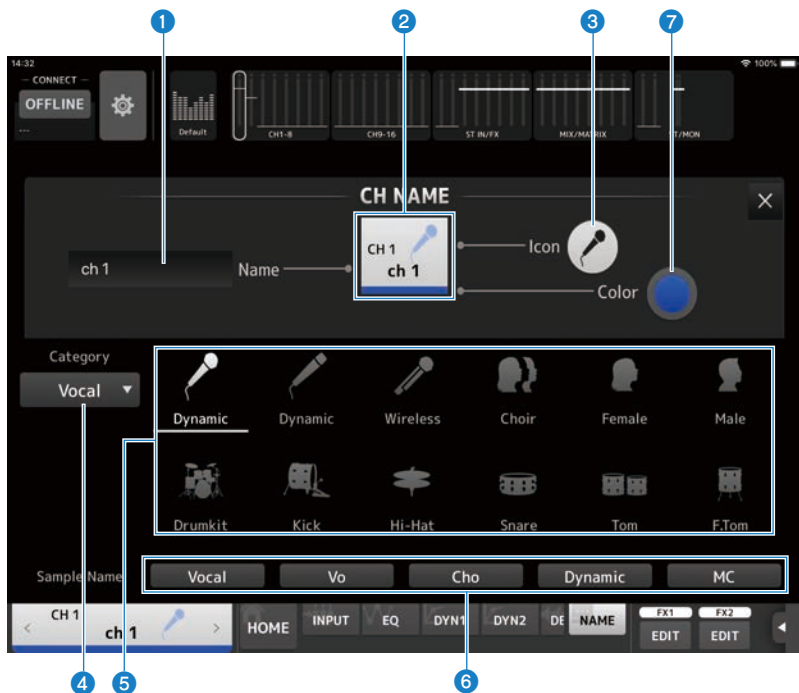 1 2 3 7
14:32 100%
CONNECT
OFFLINE
---
Default CH1-8 CH9-16 ST IN/FX MIX/MATRIX ST/MON
CH NAME
ch 1 Name
CH 1
ch 1
Icon
Color
Category
Vocal
Dynamic Dynamic Wireless Choir Female Male
Drumkit Kick Hi-Hat Snare Tom F.Tom
Sample Name Vocal Vo Cho Dynamic MC
CH 1
ch 1
HOME INPUT EQ DYN1 DYN2 DE NAME
FX1 FX2
EDIT EDIT
4 5 6